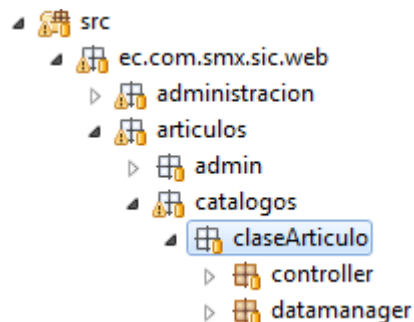 src
ec.com.smx.sic.web
administracion
articulos
admin
catalogos
claseArticulo
controller
datamanager